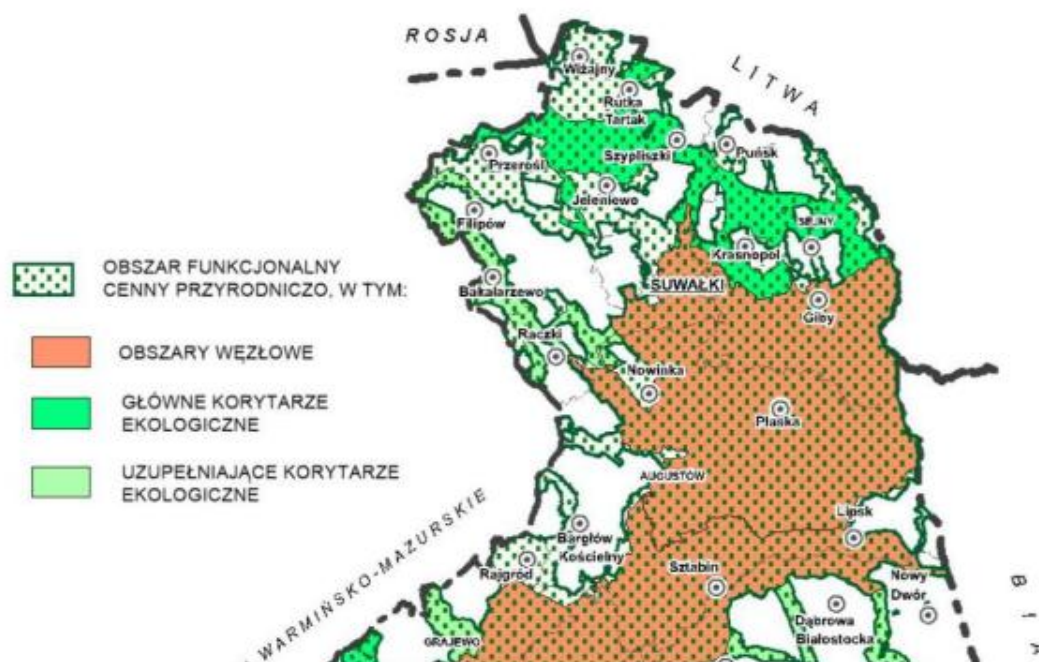 ROSJA
LITWA
Wiżajny
Rutka
Tartak
Szypliszki
Puńsk
Przerośl
Jeleniewo
Filipów
SEJNY
Krasnopol
OBSZAR FUNKCJONALNY
CENNY PRZYRODNICZO, W TYM:
SUWAŁKI
Bakałarzewo
Giby
Raczki
OBSZARY WĘZŁOWE
Nowinka
GŁÓWNE KORYTARZE
EKOLOGICZNE
Płaska
UZUPEŁNIAJĄCE KORYTARZE
EKOLOGICZNE
AUGUSTÓW
Lipsk
Bargłów
Kościelny
Rajgród
Sztabin
Nowy
Dwór
WARMIŃSKO-MAZURSKIE
Dąbrowa
Białostocka
GRAJEWO
B I A